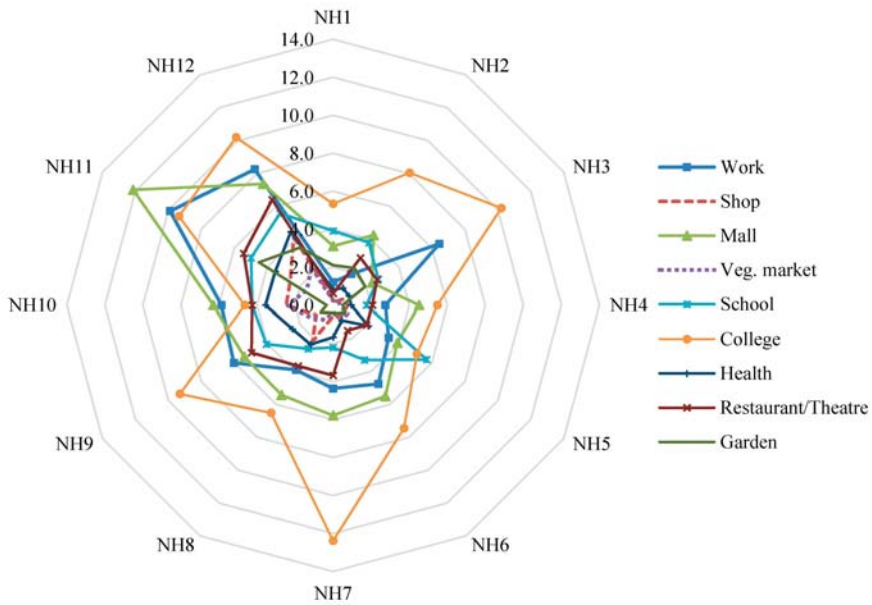 NH1
14.0
NH12
NH2
12.0
10.0
NH11
8.0
NH3
6.0
4.0
2.0
NH10
0.0
NH4
NH9
NH5
NH8
NH6
NH7
Work
Shop
Mall
Veg. market
School
College
Health
Restaurant/Theatre
Garden